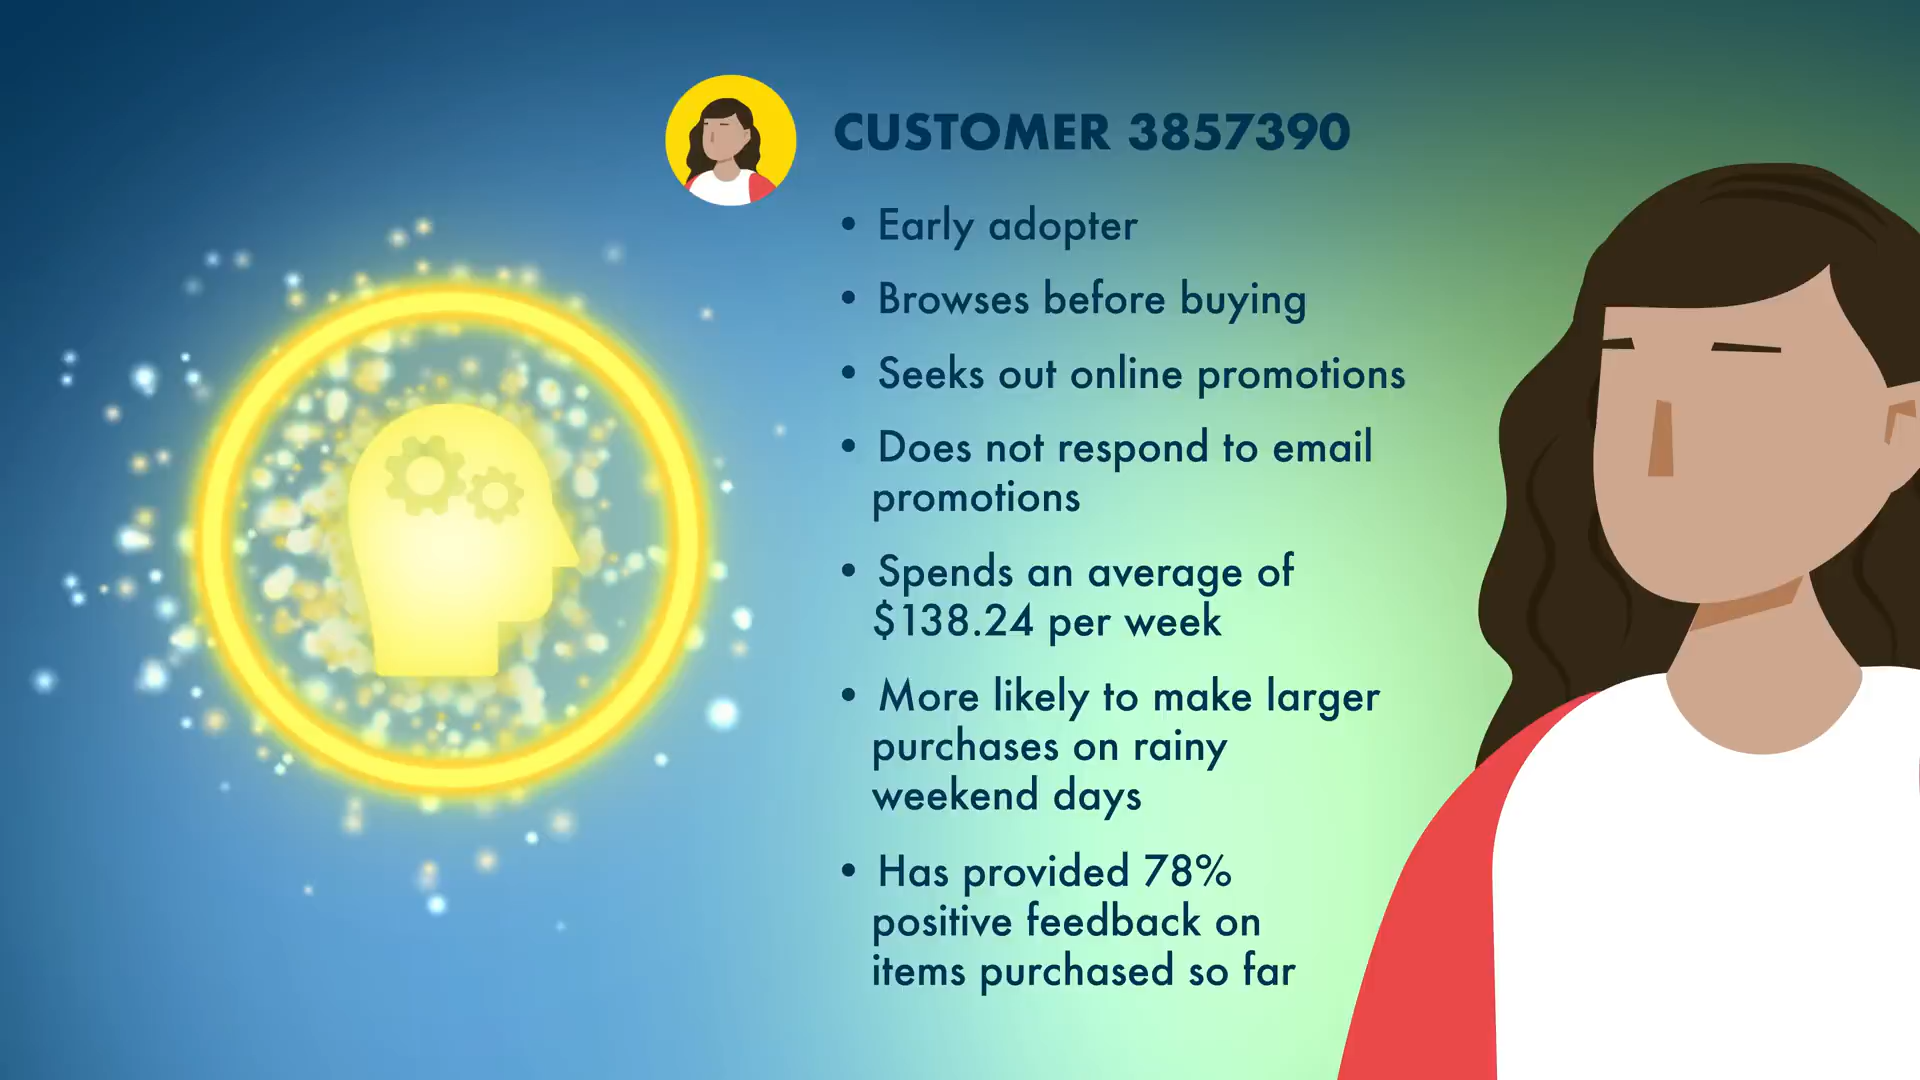 CUSTOMER 3857390
• Early adopter
• Browses before buying
• Seeks out online promotions
• Does not respond to email
promotions
• Spends an average of
$138.24 per week
• More likely to make larger
purchases on rainy
weekend days
• Has provided 78%
positive feedback on
items purchased so far